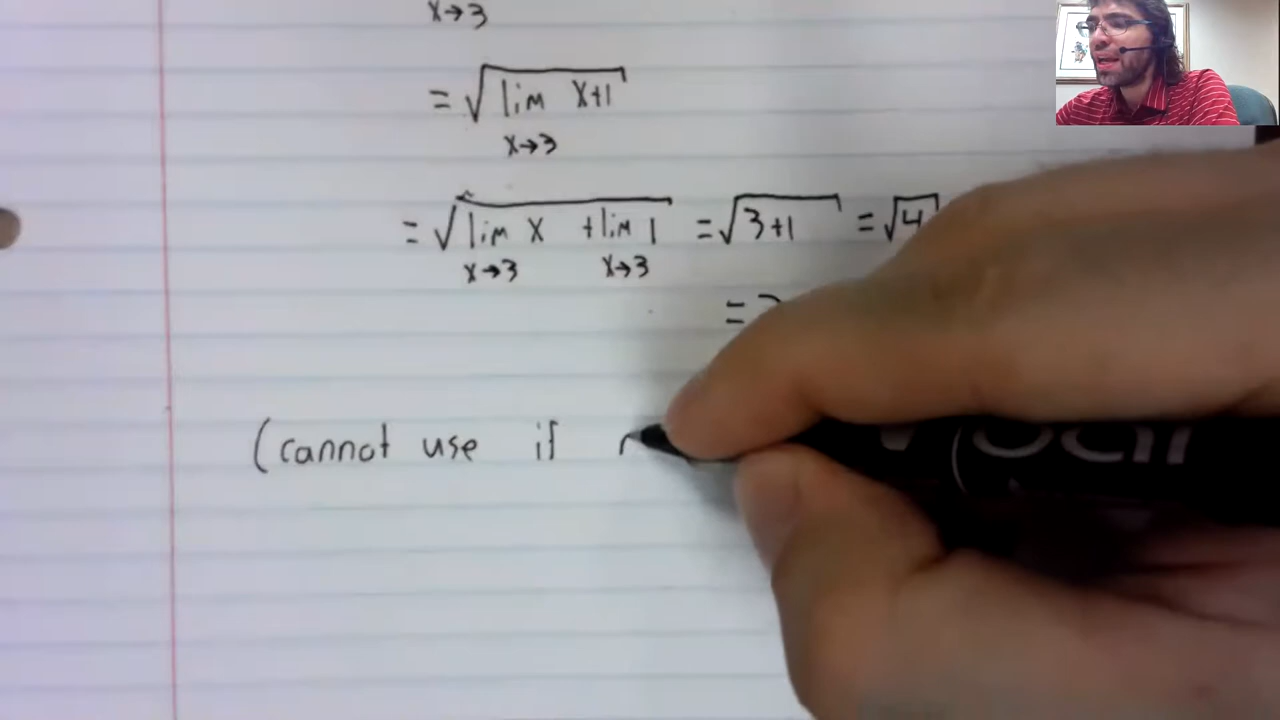 x→3
= √lim x+1
x→3
= √lim x +lim 1 = √3+1 = √4
x→3 x→3
=
(cannot use if